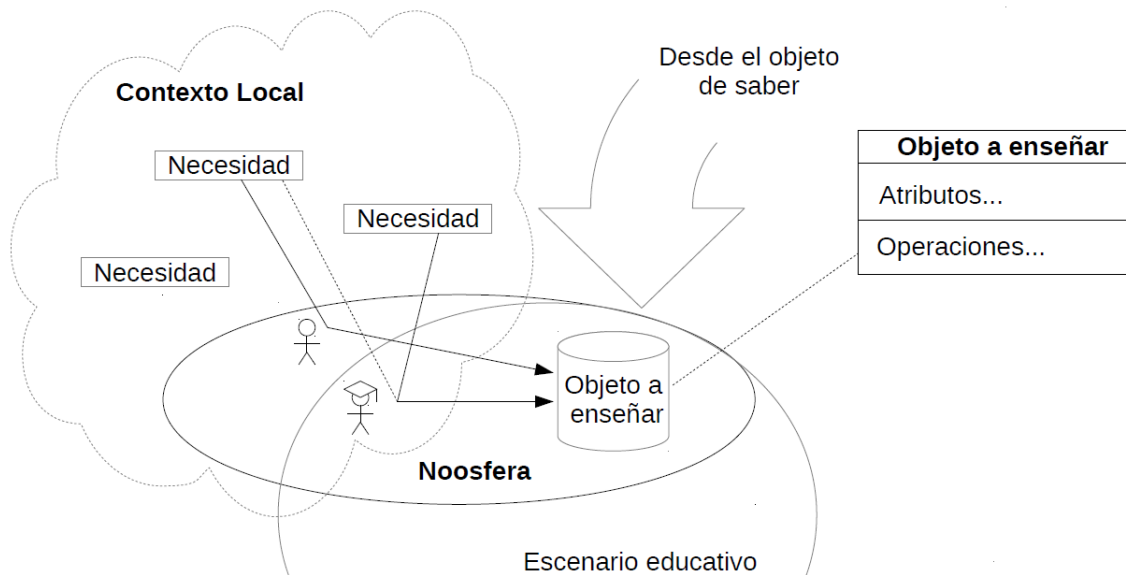 Contexto Local
Necesidad
Necesidad
Necesidad
Desde el objeto
de saber
Objeto a enseñar
Atributos...
Operaciones...
Objeto a
enseñar
Noosfera
Escenario educativo